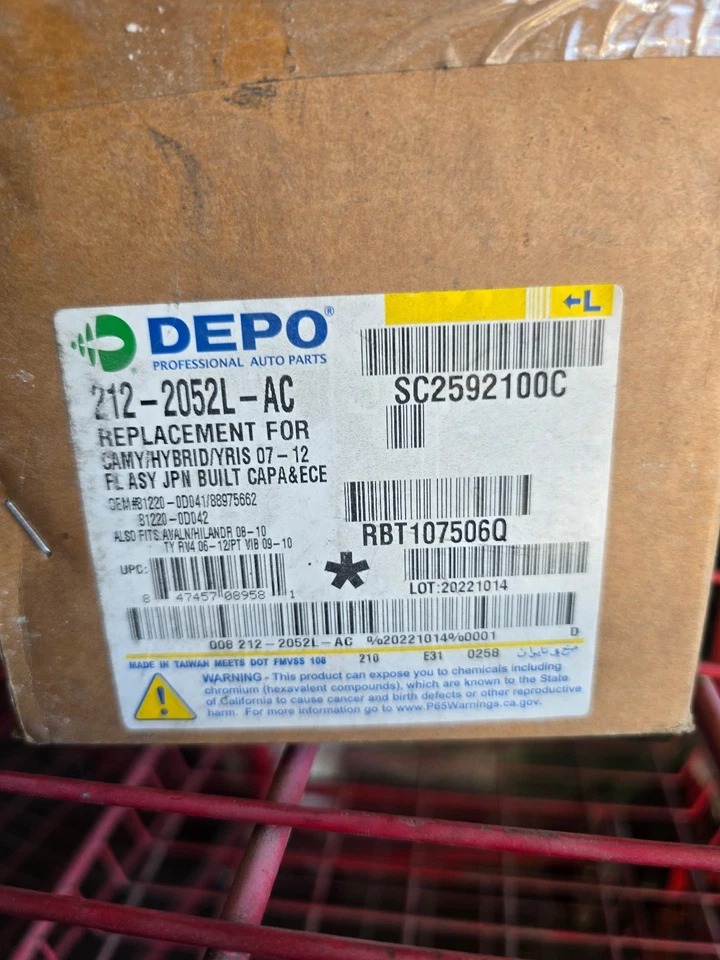 ←L
DEPO®
PROFESSIONAL AUTO PARTS
212-2052L-AC
SC2592100C
REPLACEMENT FOR
CAMY/HYBRID/YRIS 07-12
FL ASY JPN BUILT CAPA&ECE
OEM#81220-0D041/88975662
81220-0D042
ALSO FITS:AVALN/HILANDR 08-10
TY RV4 06-12/PT VIB 09-10
RBT107506Q
*
LOT:20221014
UPC:
8 47457 08958 1
008 212-2052L-AC %20221014%0001 D
MADE IN TAIWAN MEETS DOT FMVSS 108 210 E31 0258 صنع في تايوان
WARNING - This product can expose you to chemicals including
chromium (hexavalent compounds), which are known to the State
of California to cause cancer and birth defects or other reproductive
harm. For more information go to www.P65Warnings.ca.gov.